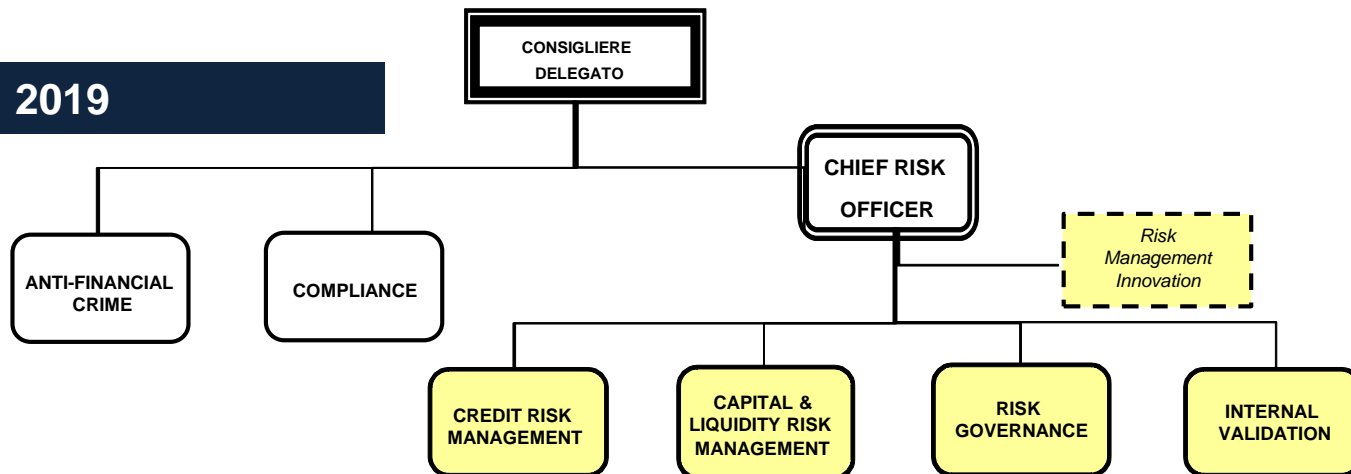 CONSIGLIERE
DELEGATO
2019
CHIEF RISK
OFFICER
Risk
Management
Innovation
ANTI-FINANCIAL
CRIME
COMPLIANCE
CREDIT RISK
MANAGEMENT
CAPITAL &
LIQUIDITY RISK
MANAGEMENT
RISK
GOVERNANCE
INTERNAL
VALIDATION